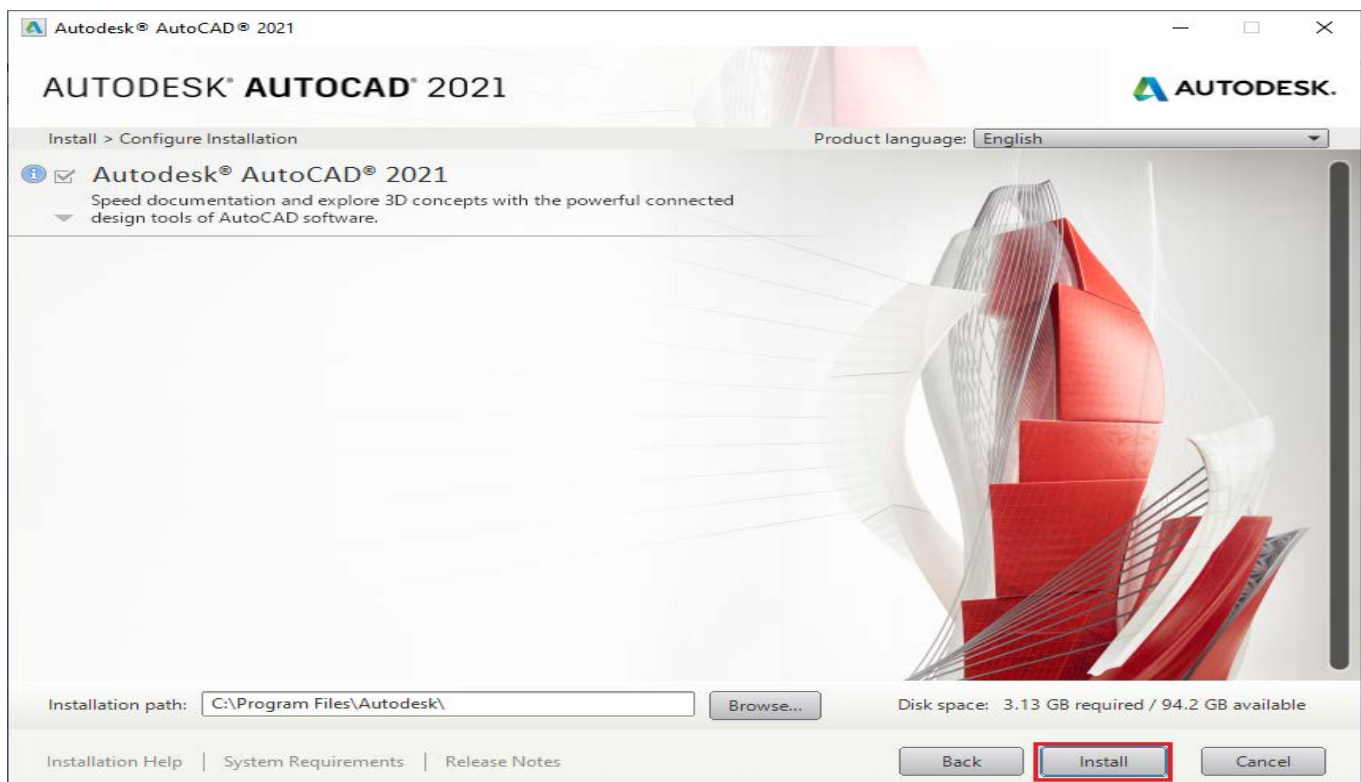 Autodesk® AutoCAD® 2021
AUTODESK® AUTOCAD® 2021
AUTODESK.
Install > Configure Installation
Product language: English
Autodesk® AutoCAD® 2021
Speed documentation and explore 3D concepts with the powerful connected
design tools of AutoCAD software.
Installation path: C:\Program Files\Autodesk\ Browse... Disk space: 3.13 GB required / 94.2 GB available
Installation Help | System Requirements | Release Notes
Back Install Cancel